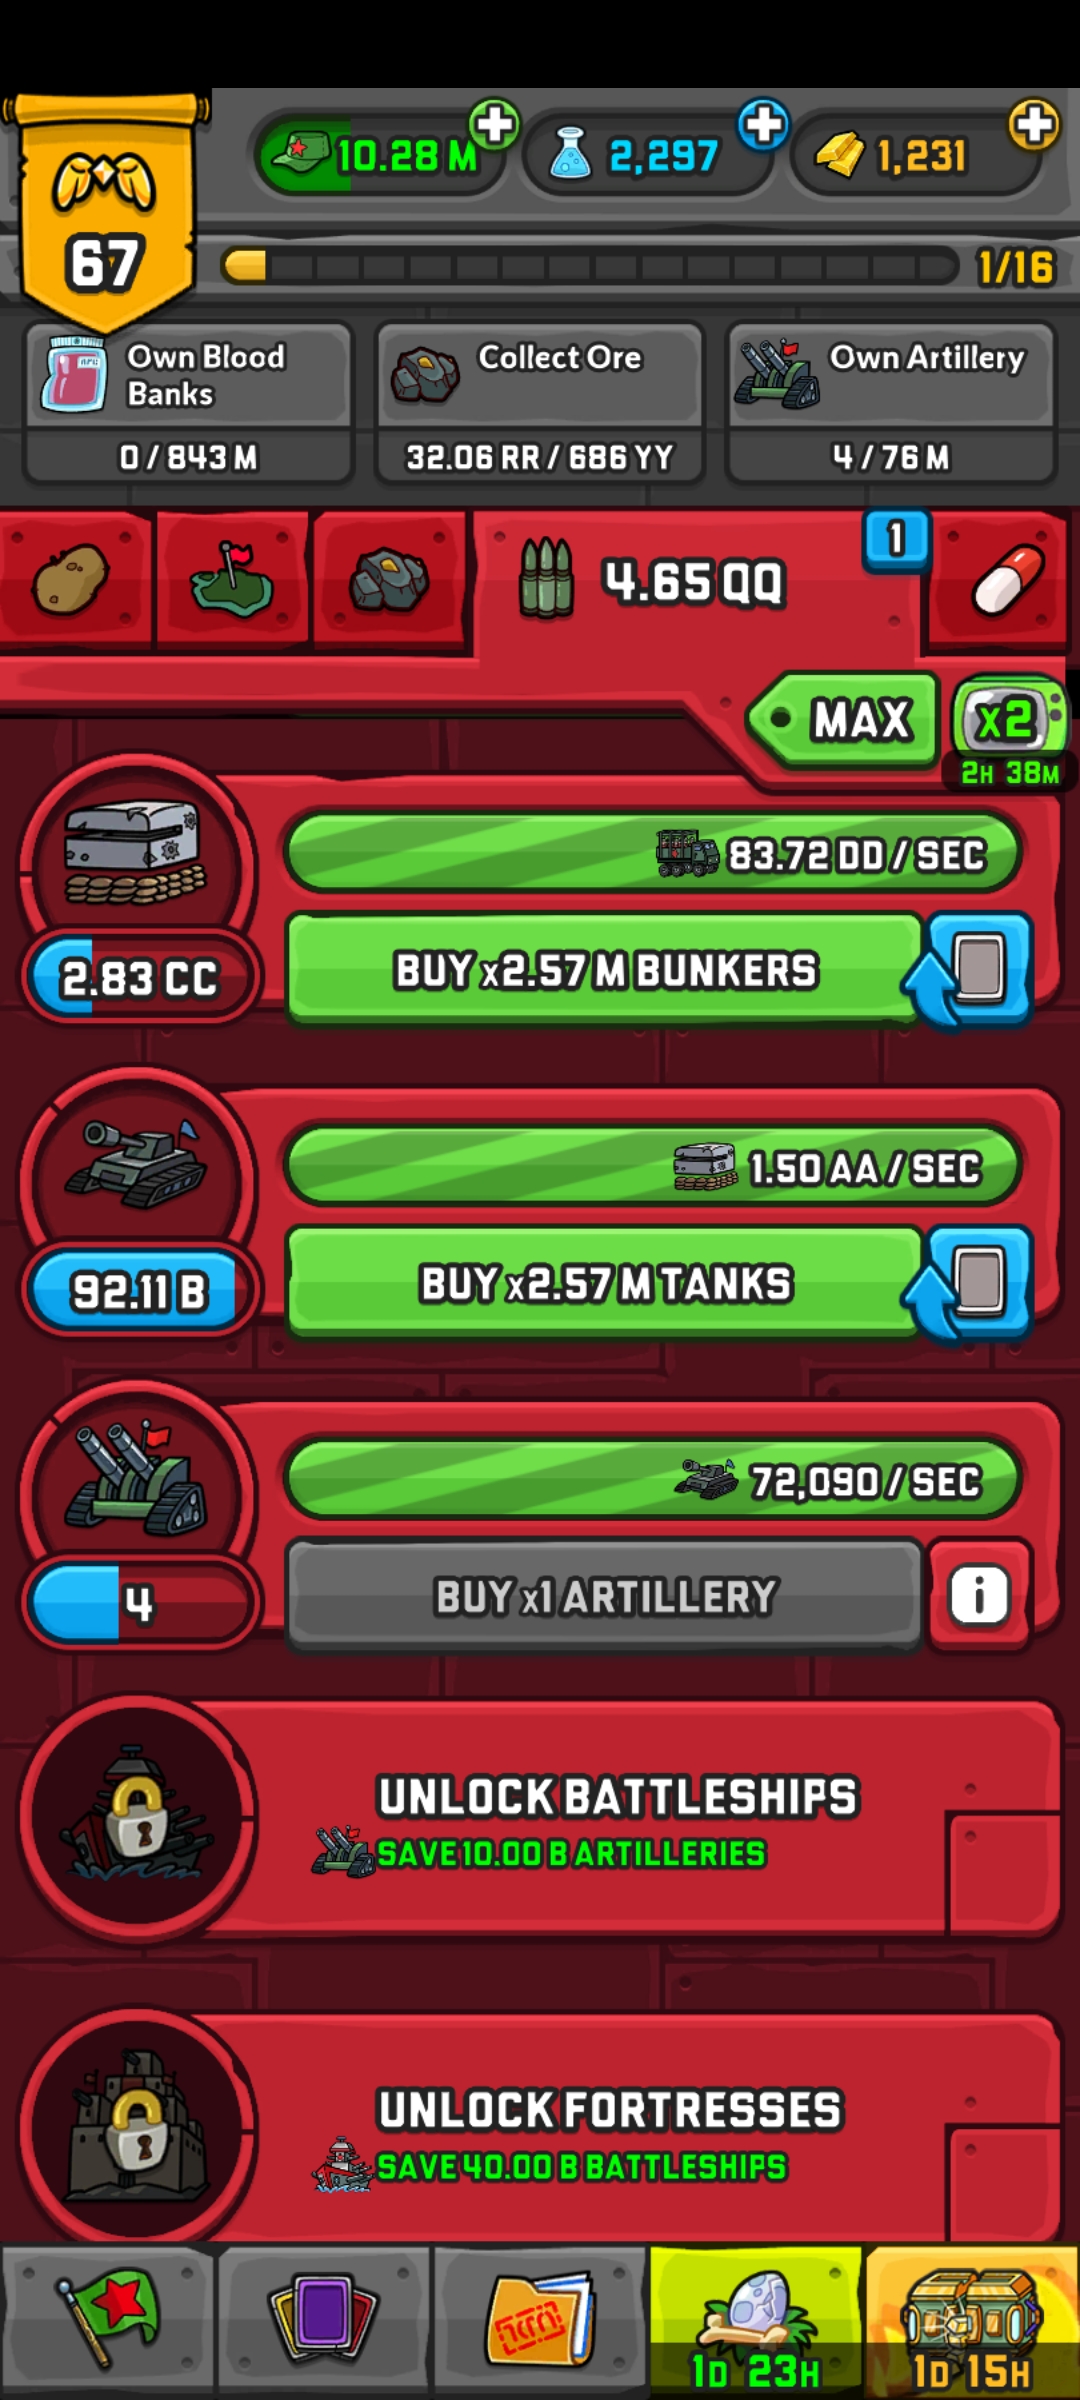 10.28 M
2,297
1,231
67
1/16
Own Blood
Banks
0 / 843 M
Collect Ore
32.06 RR / 686 YY
Own Artillery
4 / 76 M
4.65 QQ
1
MAX
x2
2H 38M
83.72 DD / SEC
2.83 CC
BUY x2.57 M BUNKERS
1.50 AA / SEC
92.11 B
BUY x2.57 M TANKS
72,090 / SEC
4
BUY x1 ARTILLERY
i
UNLOCK BATTLESHIPS
SAVE 10.00 B ARTILLERIES
UNLOCK FORTRESSES
SAVE 40.00 B BATTLESHIPS
1D 23H
1D 15H